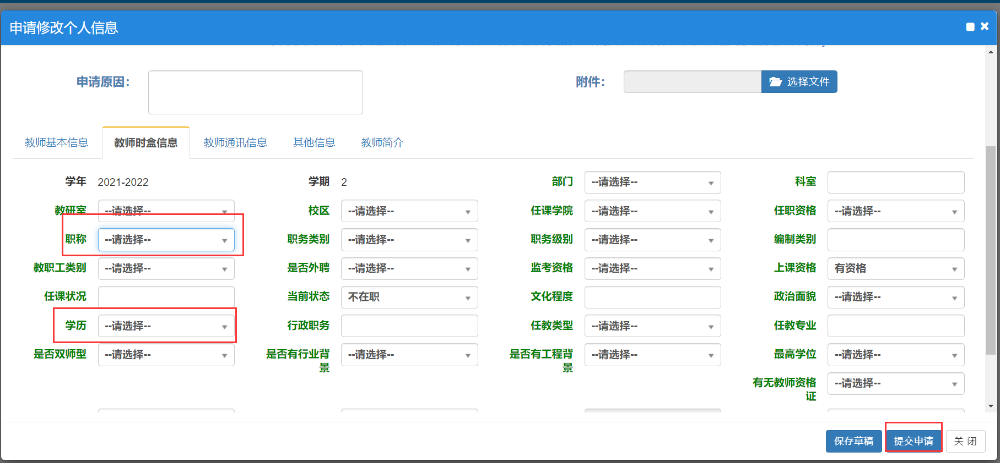 申请修改个人信息
申请原因：
附件：
选择文件
教师基本信息 教师时盒信息 教师通讯信息 其他信息 教师简介
学年 2021-2022 学期 2 部门 --请选择-- 科室
教研室 --请选择-- 校区 --请选择-- 任课学院 --请选择-- 任职资格 --请选择--
职称 --请选择-- 职务类别 --请选择-- 职务级别 --请选择-- 编制类别
教职工类别 --请选择-- 是否外聘 --请选择-- 监考资格 --请选择-- 上课资格 有资格
任课状况 当前状态 不在职 文化程度 政治面貌 --请选择--
学历 --请选择-- 行政职务 任教类型 --请选择-- 任教专业
是否双师型 --请选择-- 是否有行业背景 --请选择-- 是否有工程背景 --请选择-- 最高学位 --请选择--
有无教师资格证 --请选择--
保存草稿 提交申请 关 闭